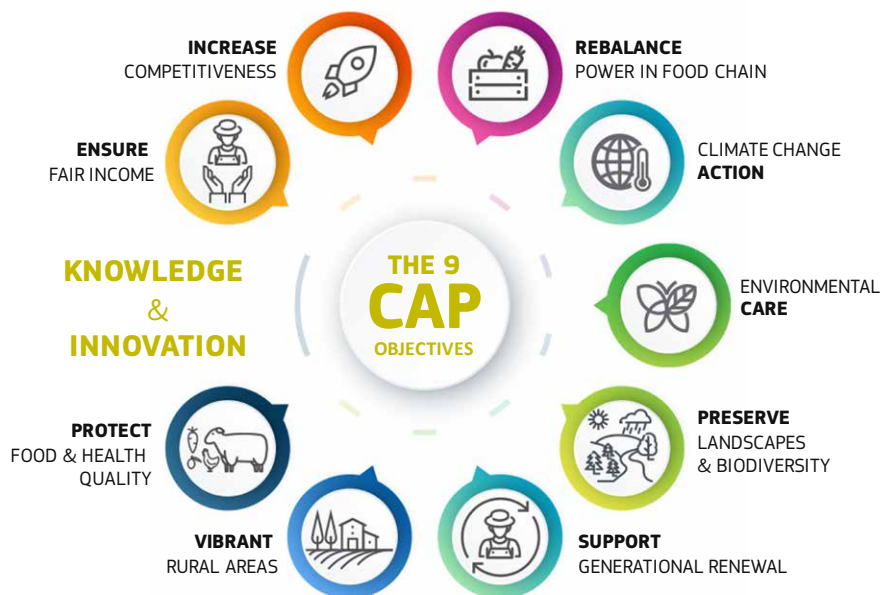 INCREASE
COMPETITIVENESS
REBALANCE
POWER IN FOOD CHAIN
ENSURE
FAIR INCOME
CLIMATE CHANGE
ACTION
KNOWLEDGE
&
INNOVATION
THE 9
CAP
OBJECTIVES
ENVIRONMENTAL
CARE
PROTECT
FOOD & HEALTH
QUALITY
PRESERVE
LANDSCAPES
& BIODIVERSITY
VIBRANT
RURAL AREAS
SUPPORT
GENERATIONAL RENEWAL